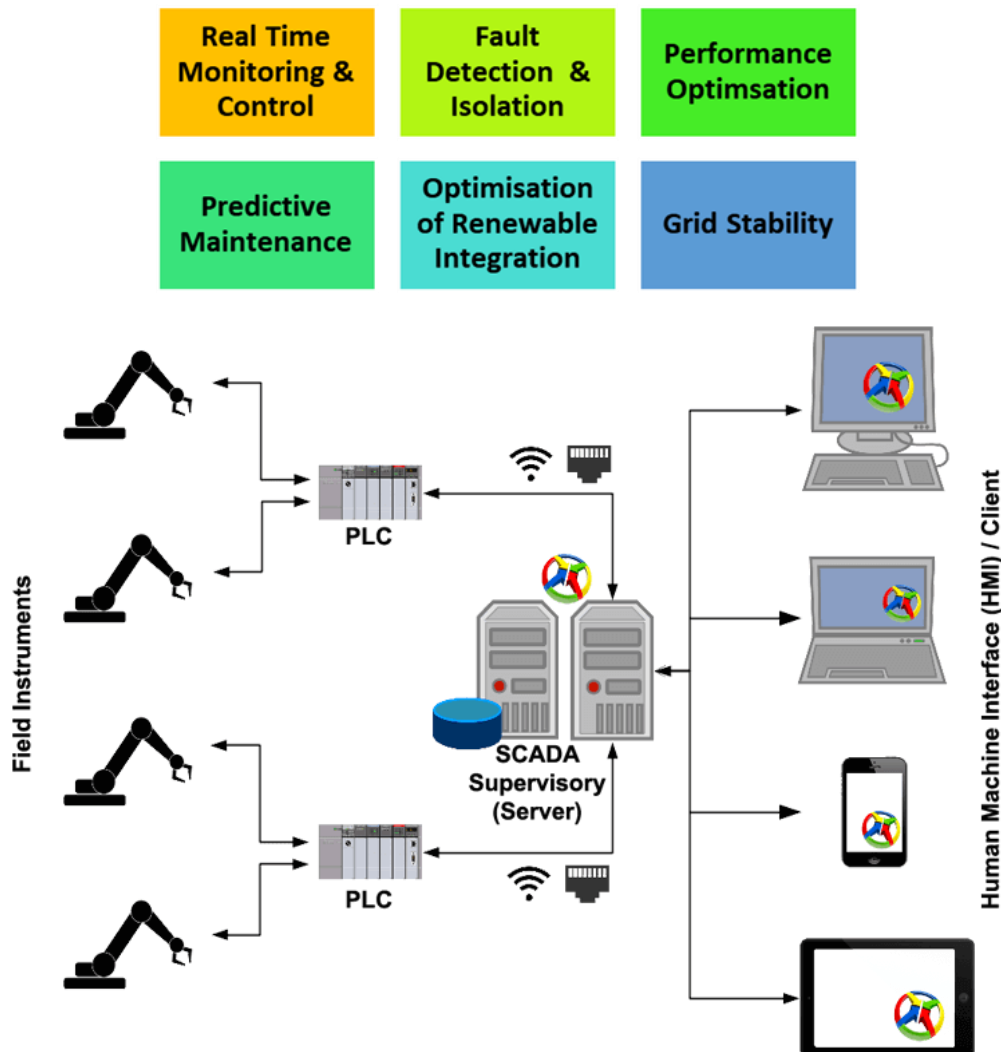 Real Time
Monitoring &
Control
Fault
Detection &
Isolation
Performance
Optimsation
Predictive
Maintenance
Optimisation
of Renewable
Integration
Grid Stability
Field Instruments
PLC
SCADA
Supervisory
(Server)
PLC
Human Machine Interface (HMI) / Client